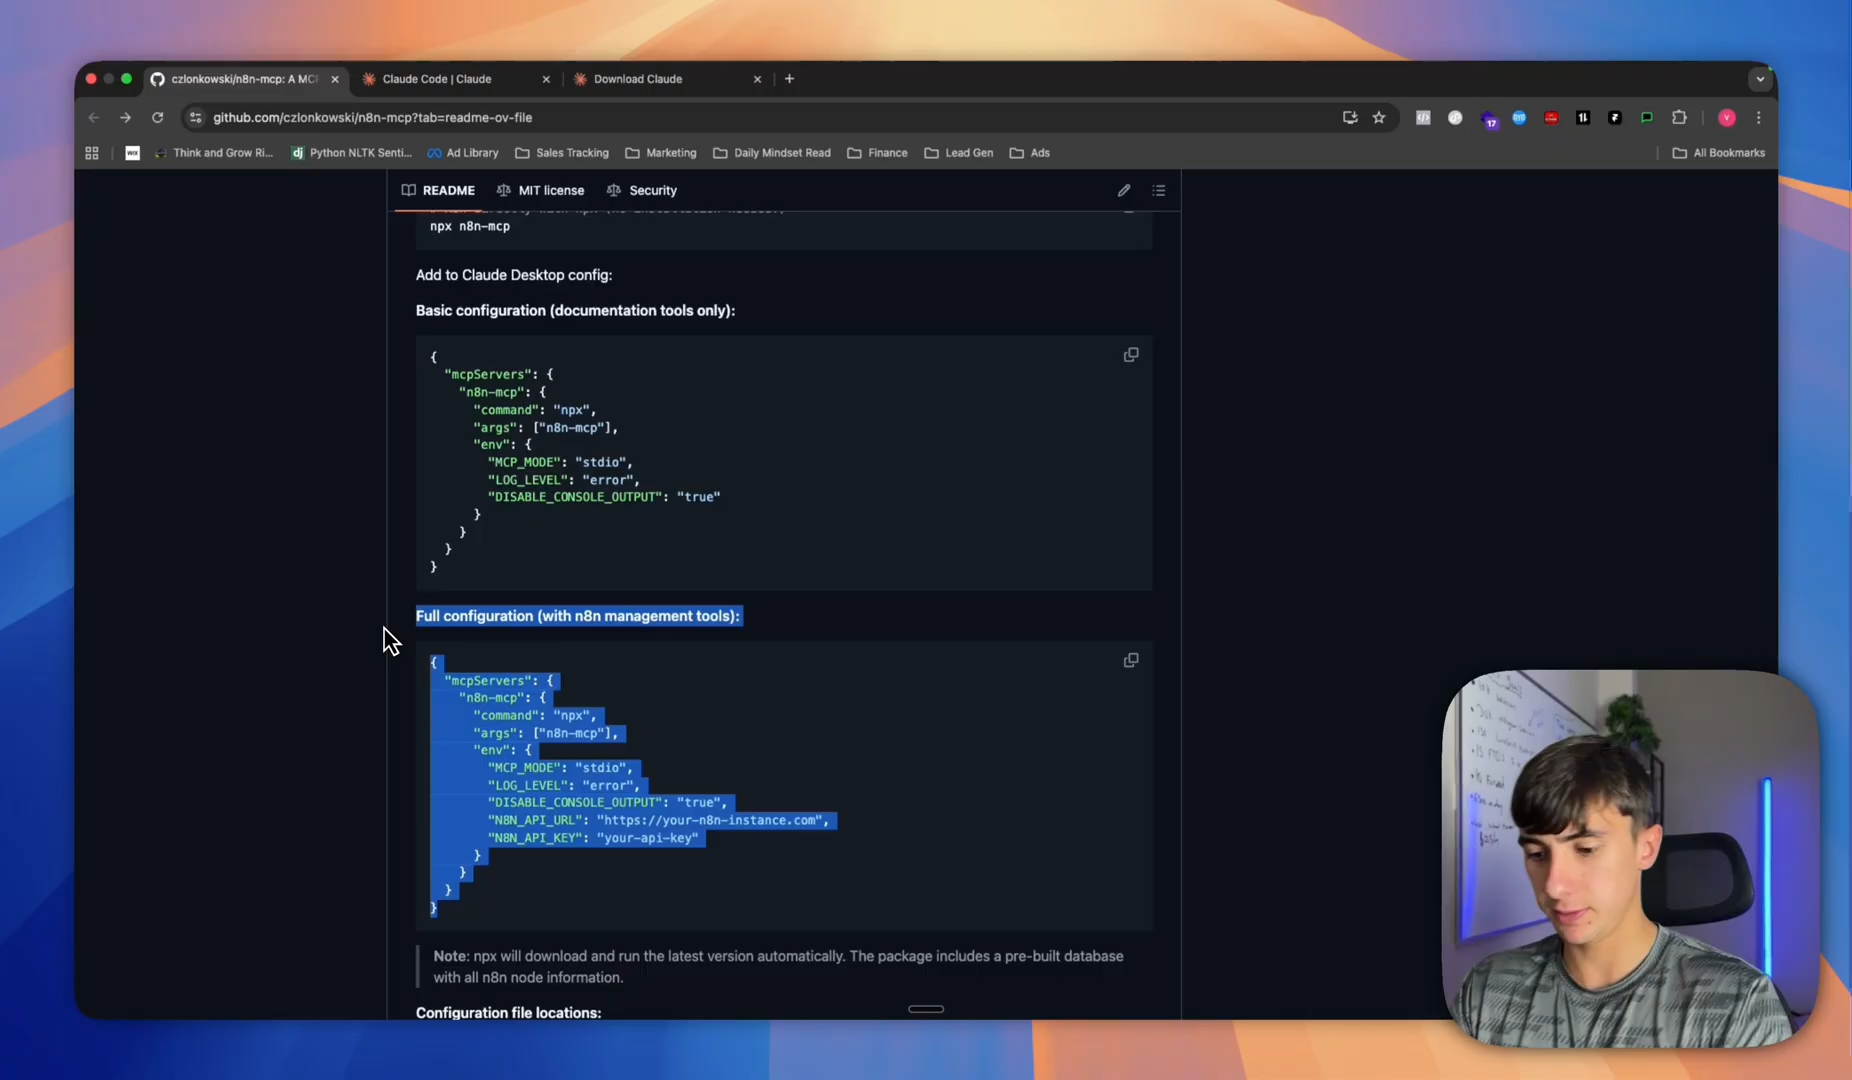 czlonkowski/n8n-mcp: A MCP
Claude Code | Claude
Download Claude
github.com/czlonkowski/n8n-mcp?tab=readme-ov-file
17
WIX
Think and Grow Ri...
dj Python NLTK Senti...
Ad Library
Sales Tracking
Marketing
Daily Mindset Read
Finance
Lead Gen
Ads
All Bookmarks
README
MIT license
Security
npx n8n-mcp
Add to Claude Desktop config:
Basic configuration (documentation tools only):
{
"mcpServers": {
"n8n-mcp": {
"command": "npx",
"args": ["n8n-mcp"],
"env": {
"MCP_MODE": "stdio",
"LOG_LEVEL": "error",
"DISABLE_CONSOLE_OUTPUT": "true"
}
}
}
}
Full configuration (with n8n management tools):
{
"mcpServers": {
"n8n-mcp": {
"command": "npx",
"args": ["n8n-mcp"],
"env": {
"MCP_MODE": "stdio",
"LOG_LEVEL": "error",
"DISABLE_CONSOLE_OUTPUT": "true",
"N8N_API_URL": "https://your-n8n-instance.com",
"N8N_API_KEY": "your-api-key"
}
}
}
}
Note: npx will download and run the latest version automatically. The package includes a pre-built database
with all n8n node information.
Configuration file locations: